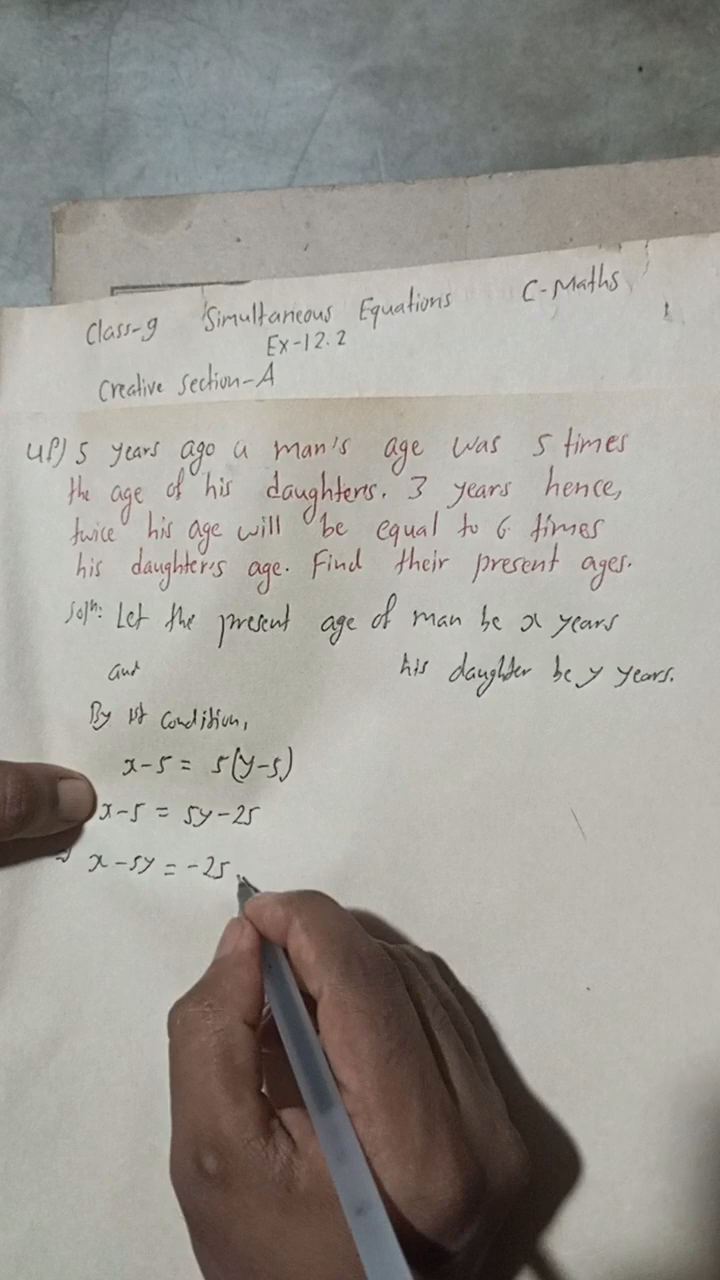 Class-9 Simultaneous Equations C-Maths
Ex-12.2
Creative section-A
4f) 5 years ago a man's age was 5 times
the age of his daughters. 3 years hence,
twice his age will be equal to 6 times
his daughter's age. Find their present ages.
Solⁿ: Let the present age of man be x years
and his daughter be y years.
By 1st condition,
x-5 = 5(y-5)
x-5 = 5y-25
⇒ x-5y = -25